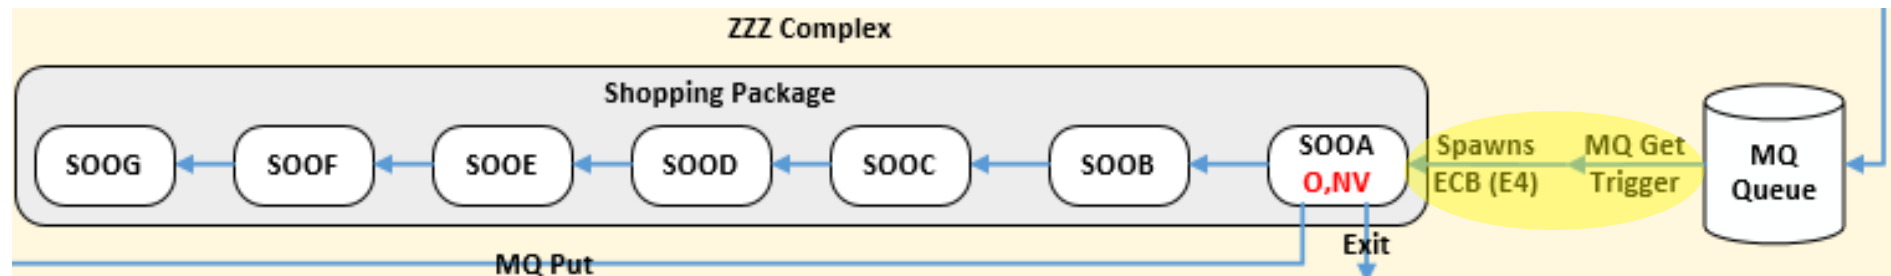 ZZZ Complex
Shopping Package
SOOG
SOOF
SOOE
SOOD
SOOC
SOOB
SOOA
O,NV
Spawns
ECB (E4)
MQ Get
Trigger
MQ
Queue
Exit
MQ Put